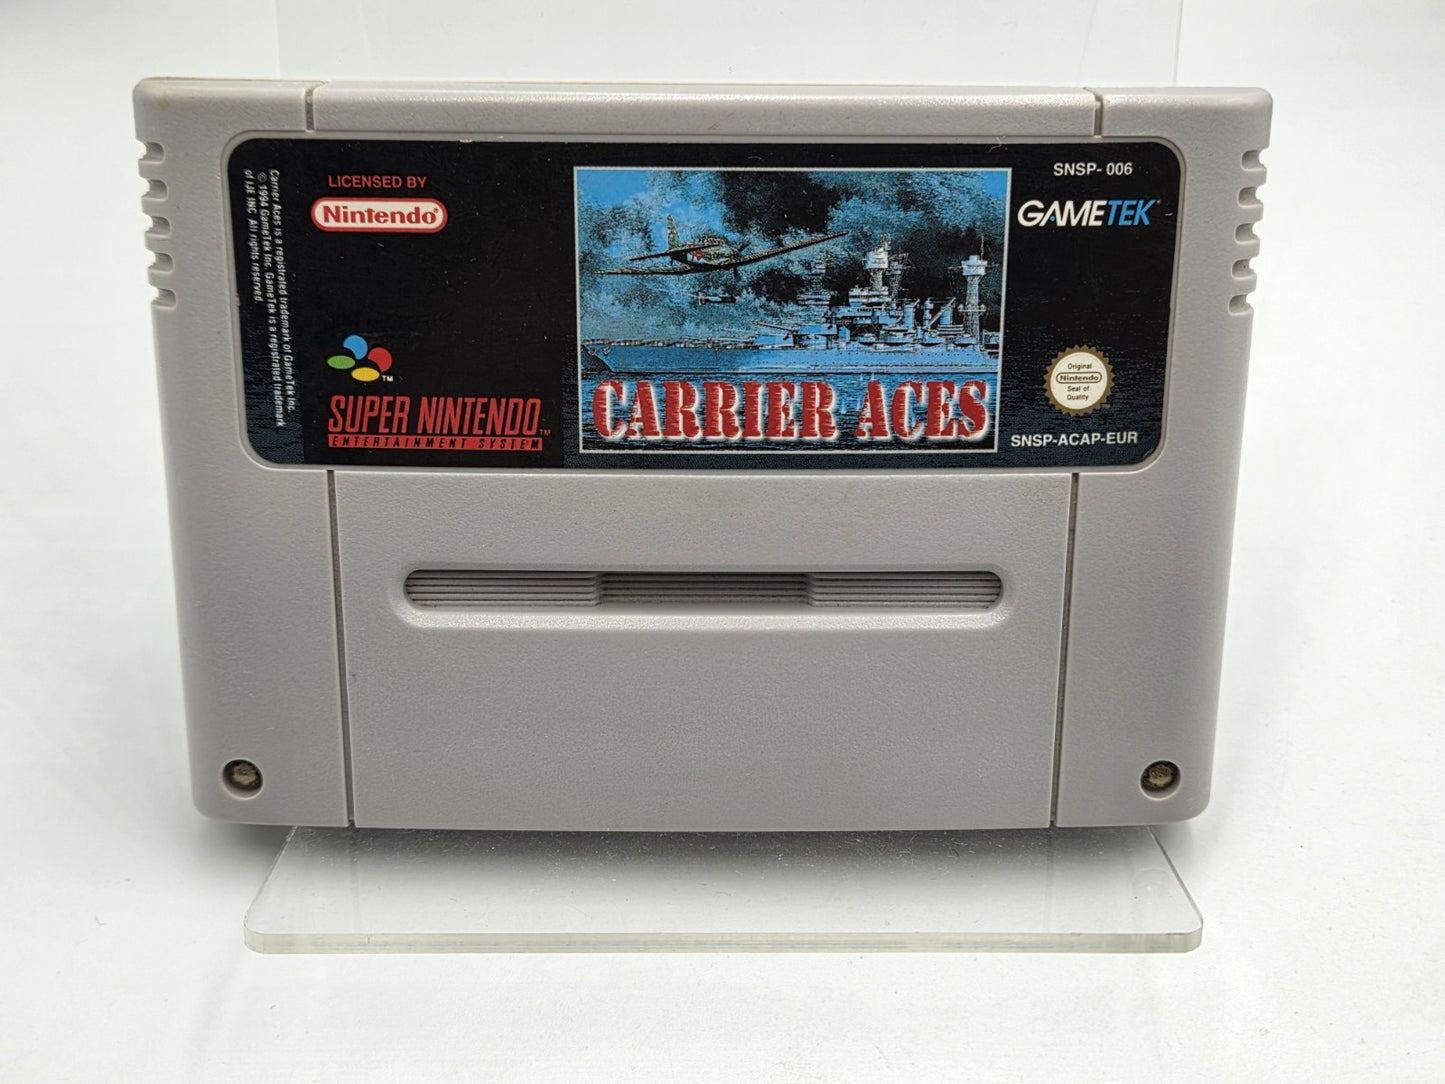 Carrier Aces is a registered trademark of GameTek Inc.
© 1994 GameTek Inc. GameTek is a registered trademark
of IJE INC. All rights reserved.
LICENSED BY
Nintendo®
SUPER NINTENDO™
ENTERTAINMENT SYSTEM
TM
CARRIER ACES
SNSP- 006
GAMETEK
Original
Nintendo
Seal of
Quality
SNSP-ACAP-EUR